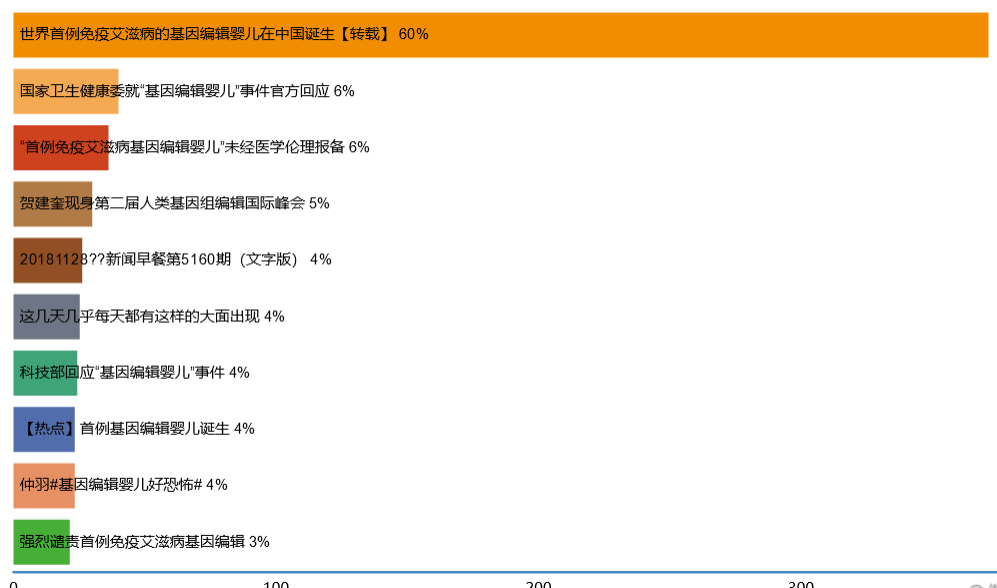 世界首例免疫艾滋病的基因编辑婴儿在中国诞生【转载】 60%
国家卫生健康委就“基因编辑婴儿”事件官方回应 6%
“首例免疫艾滋病基因编辑婴儿”未经医学伦理报备 6%
贺建奎现身第二届人类基因组编辑国际峰会 5%
20181128??新闻早餐第5160期（文字版） 4%
这几天几乎每天都有这样的大面出现 4%
科技部回应“基因编辑婴儿”事件 4%
【热点】首例基因编辑婴儿诞生 4%
仲羽#基因编辑婴儿好恐怖# 4%
强烈谴责首例免疫艾滋病基因编辑 3%
0 100 200 300